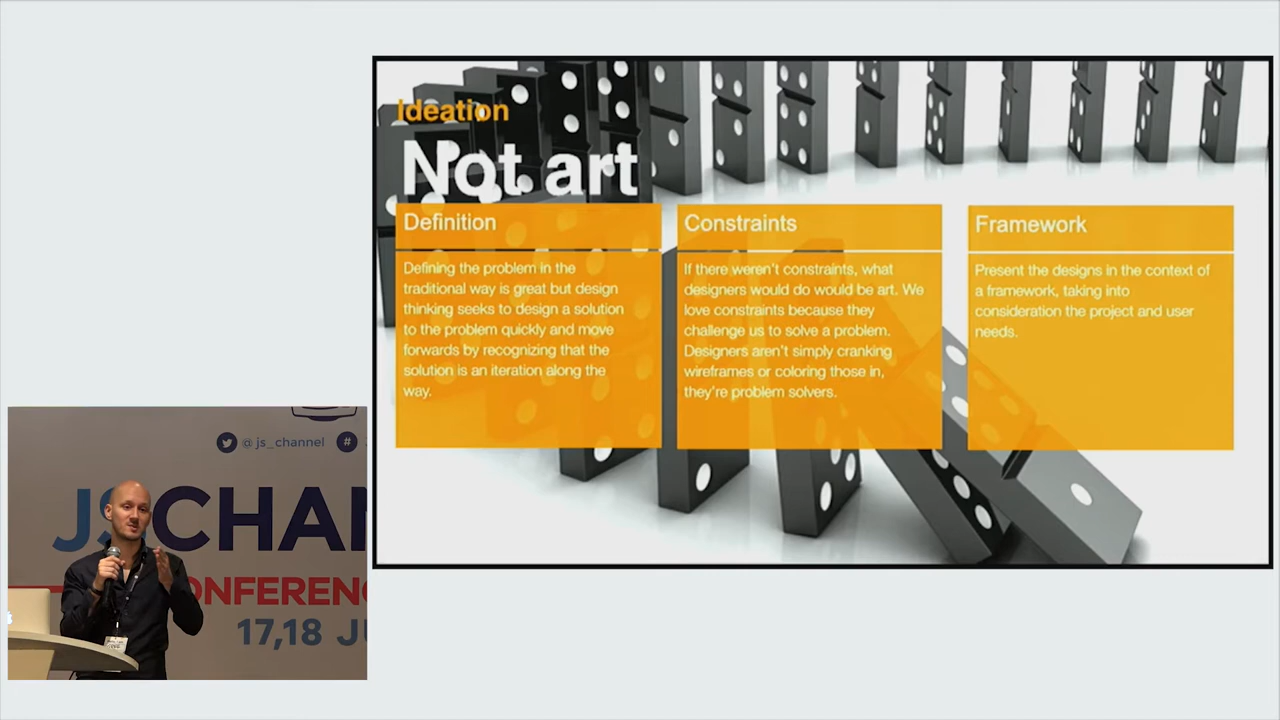 Ideation
Not art
Definition
Defining the problem in the
traditional way is great but design
thinking seeks to design a solution
to the problem quickly and move
forwards by recognizing that the
solution is an iteration along the
way.
Constraints
If there weren't constraints, what
designers would do would be art. We
love constraints because they
challenge us to solve a problem.
Designers aren't simply cranking
wireframes or coloring those in,
they're problem solvers.
Framework
Present the designs in the context of
a framework, taking into
consideration the project and user
needs.
@js_channel #
JSCHAN
ONFERENC
17,18 JU